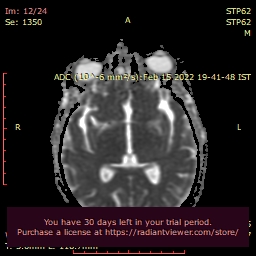 Im: 12/24
Se: 1350
A
STP62
STP62
M
ADC (10^-6 mm²/s):Feb 15 2022 19-41-48 IST
R
L
You have 30 days left in your trial period.
Purchase a license at https://radiantviewer.com/store/